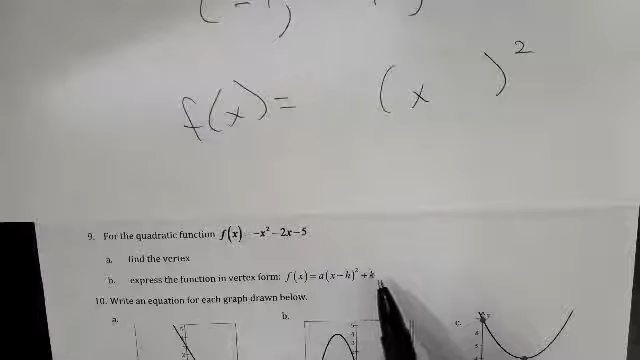 (-1, )
f(x) = (x )²
9. For the quadratic function f(x) = -x² - 2x - 5
a. find the vertex
b. express the function in vertex form: f(x) = a(x - h)² + k
10. Write an equation for each graph drawn below.
a. b. c.